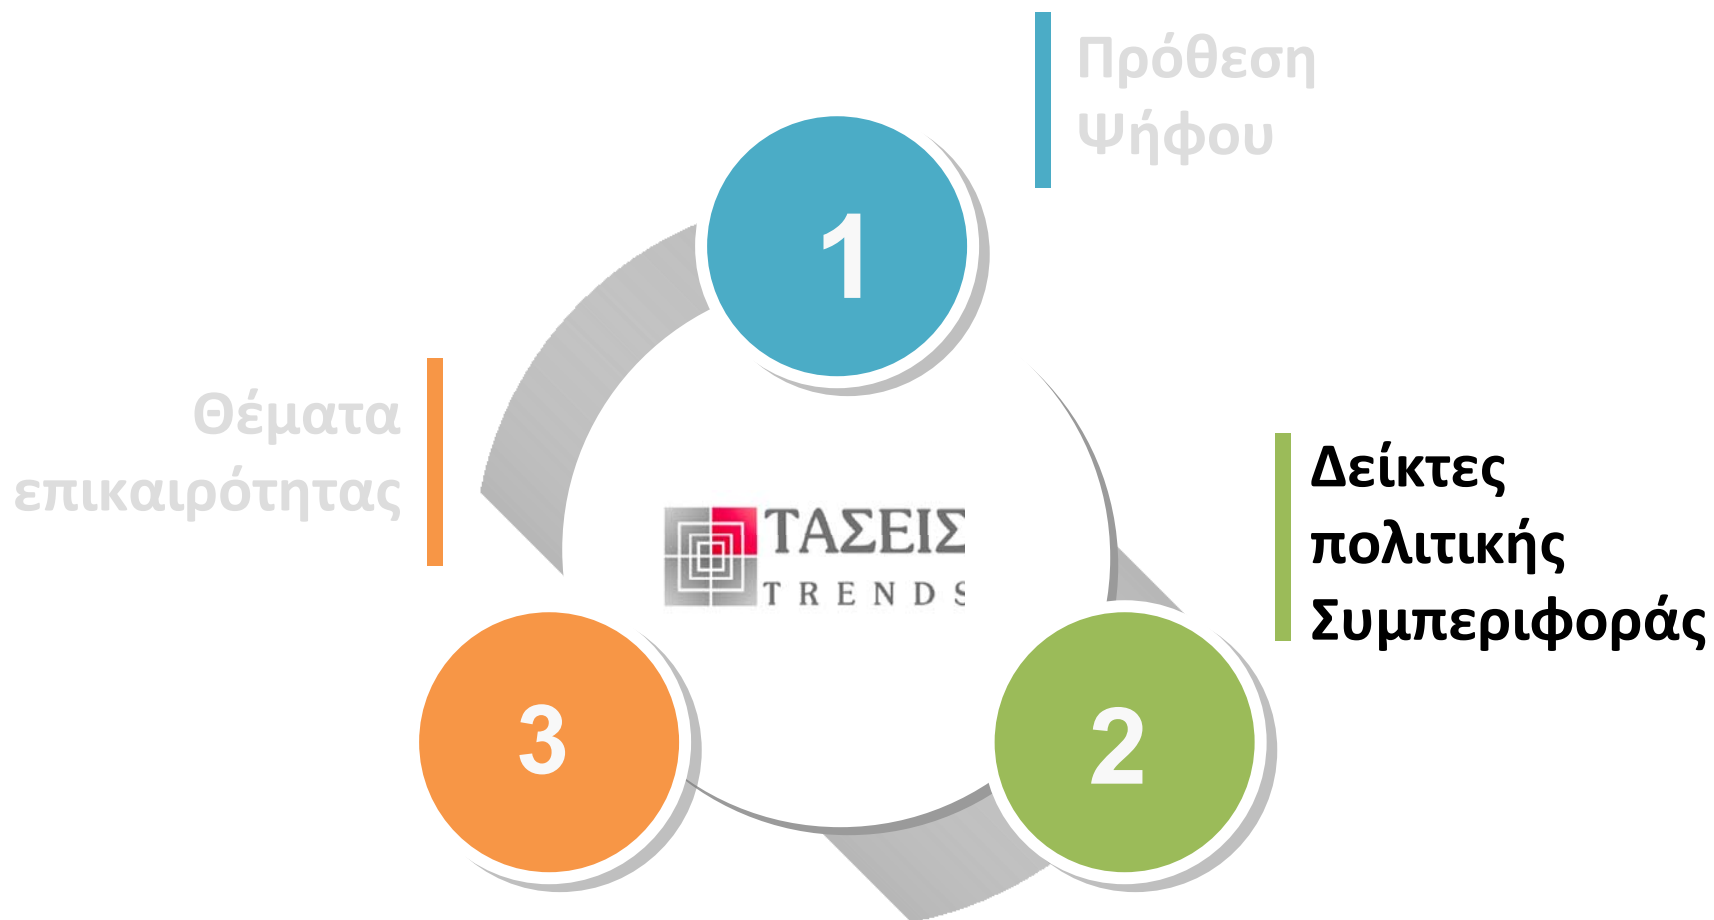 Πρόθεση
Ψήφου
1
Θέματα
επικαιρότητας
Δείκτες
πολιτικής
Συμπεριφοράς
ΤΑΣΕΙΣ
TRENDS
3
2